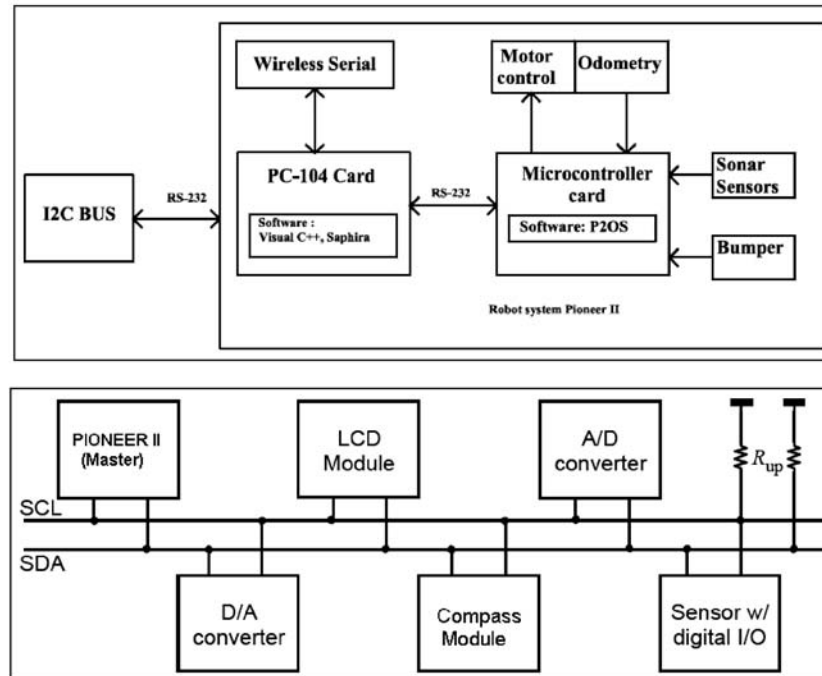 Wireless Serial
Motor
control
Odometry
I2C BUS
RS-232
PC-104 Card
Software :
Visual C++, Saphira
RS-232
Microcontroller
card
Software: P2OS
Sonar
Sensors
Bumper
Robot system Pioneer II
PIONEER II
(Master)
LCD
Module
A/D
converter
Rup
SCL
SDA
D/A
converter
Compass
Module
Sensor w/
digital I/O